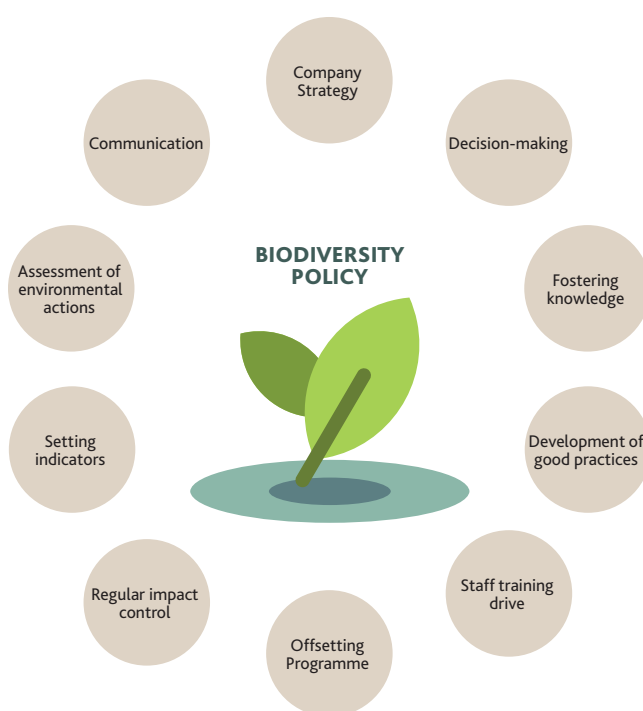 Company
Strategy
Decision-making
Fostering
knowledge
Development of
good practices
Staff training
drive
Offsetting
Programme
Regular impact
control
Setting
indicators
Assessment of
environmental
actions
Communication
BIODIVERSITY
POLICY